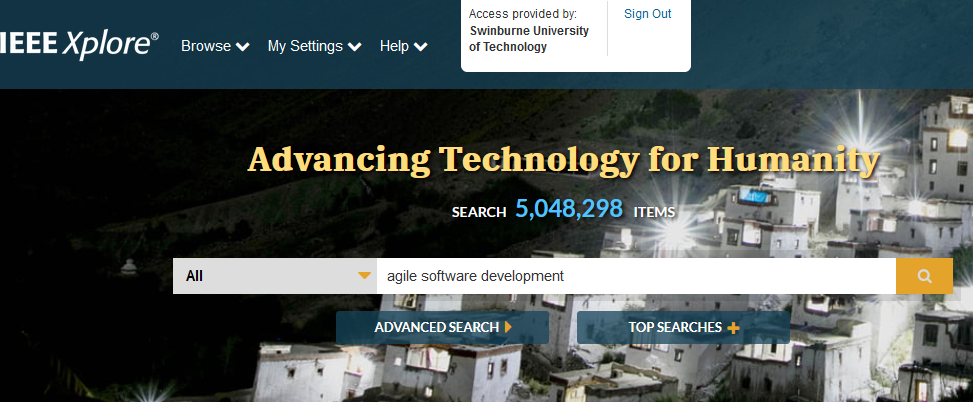 IEEE Xplore®
Browse
My Settings
Help
Access provided by:
Swinburne University
of Technology
Sign Out
Advancing Technology for Humanity
SEARCH 5,048,298 ITEMS
All
agile software development
ADVANCED SEARCH
TOP SEARCHES